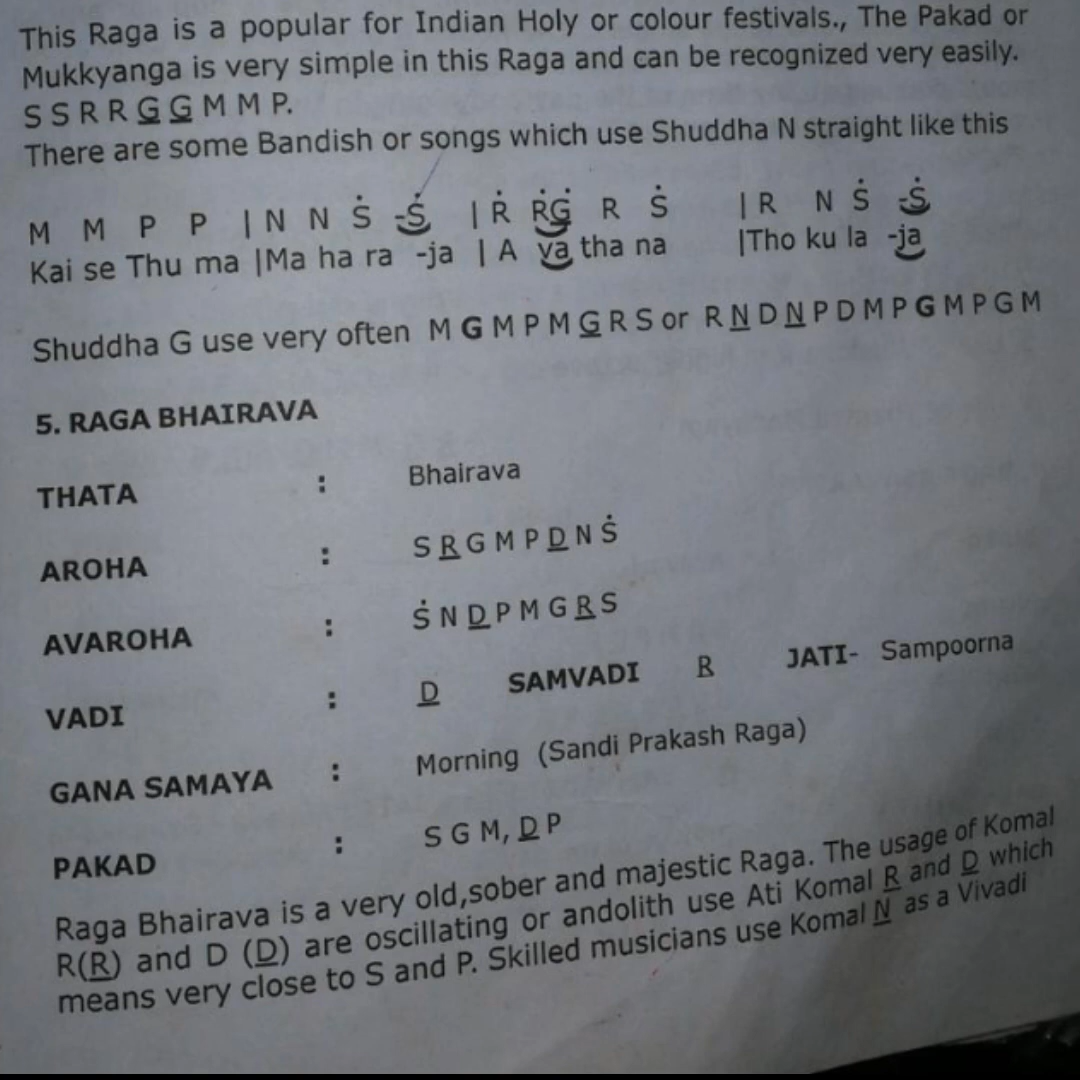 This Raga is a popular for Indian Holy or colour festivals., The Pakad or
Mukkyanga is very simple in this Raga and can be recognized very easily.
S S R R G̲ G̲ M M P.
There are some Bandish or songs which use Shuddha N straight like this
M M P P | N N Ṡ -Ṡ | Ṙ ṘĠ R Ṡ | R N Ṡ -Ṡ
Kai se Thu ma |Ma ha ra -ja | A va tha na |Tho ku la -ja
Shuddha G use very often M G M P M G̲ R S or R N̲ D N̲ P D M P G M P G M
5. RAGA BHAIRAVA
THATA : Bhairava
AROHA : S R̲ G M P D̲ N Ṡ
AVAROHA : Ṡ N D̲ P M G R̲ S
VADI : D̲ SAMVADI R̲ JATI- Sampoorna
GANA SAMAYA : Morning (Sandi Prakash Raga)
PAKAD : S G M, D̲ P
Raga Bhairava is a very old,sober and majestic Raga. The usage of Komal
R(R̲) and D (D̲) are oscillating or andolith use Ati Komal R̲ and D̲ which
means very close to S and P. Skilled musicians use Komal N̲ as a Vivadi